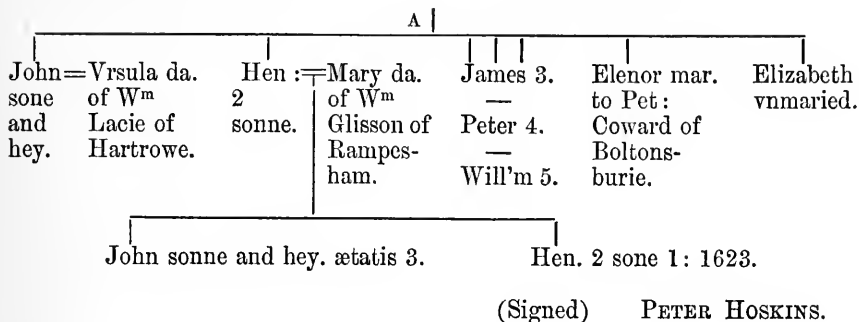 A
John=Vrsula da. of Wᵐ Lacie of Hartrowe.
sone and hey.
Hen := Mary da. of Wᵐ Glisson of Rampesham.
2 sonne.
James 3.
—
Peter 4.
—
Will'm 5.
Elenor mar.
to Pet:
Coward of
Boltons-
burie.
Elizabeth
vnmaried.
John sonne and hey. ætatis 3.
Hen. 2 sone 1: 1623.
(Signed) PETER HOSKINS.